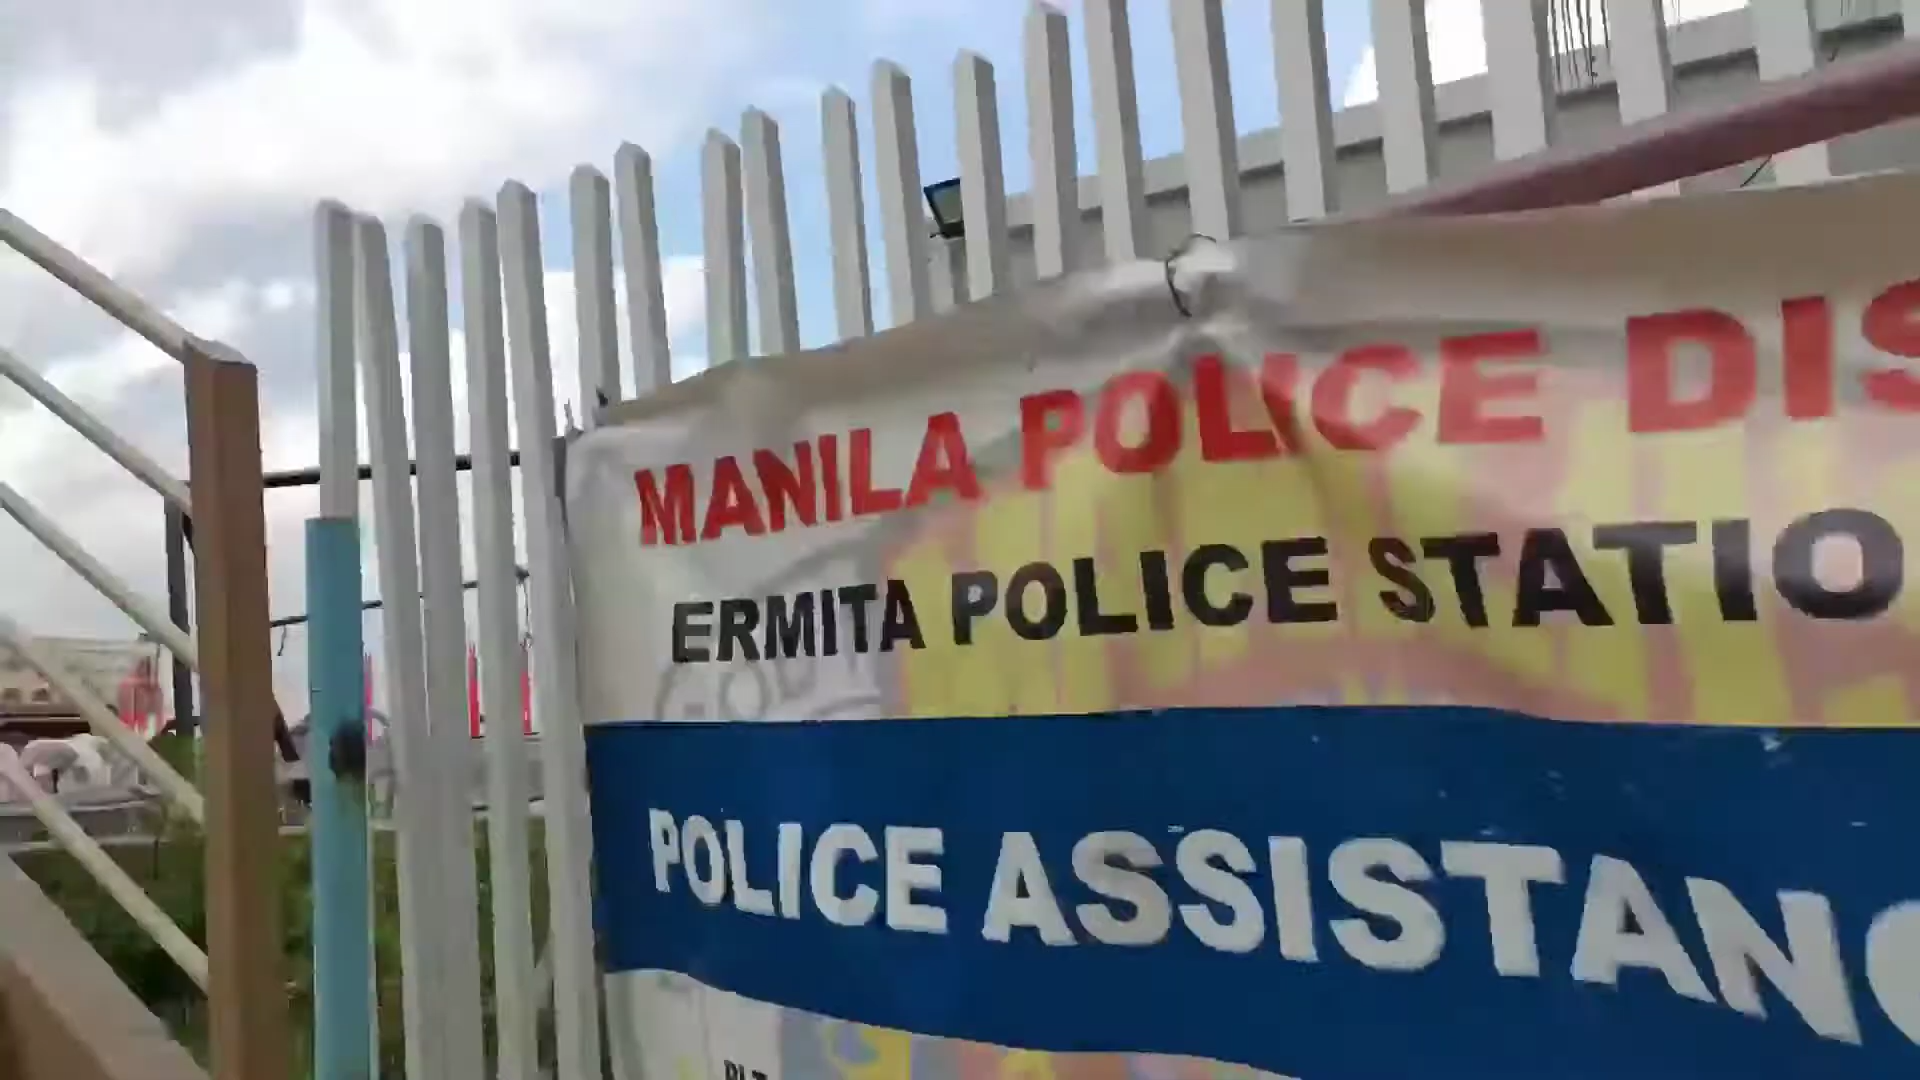 MANILA POLICE DIS
ERMITA POLICE STATIO
POLICE ASSISTANC